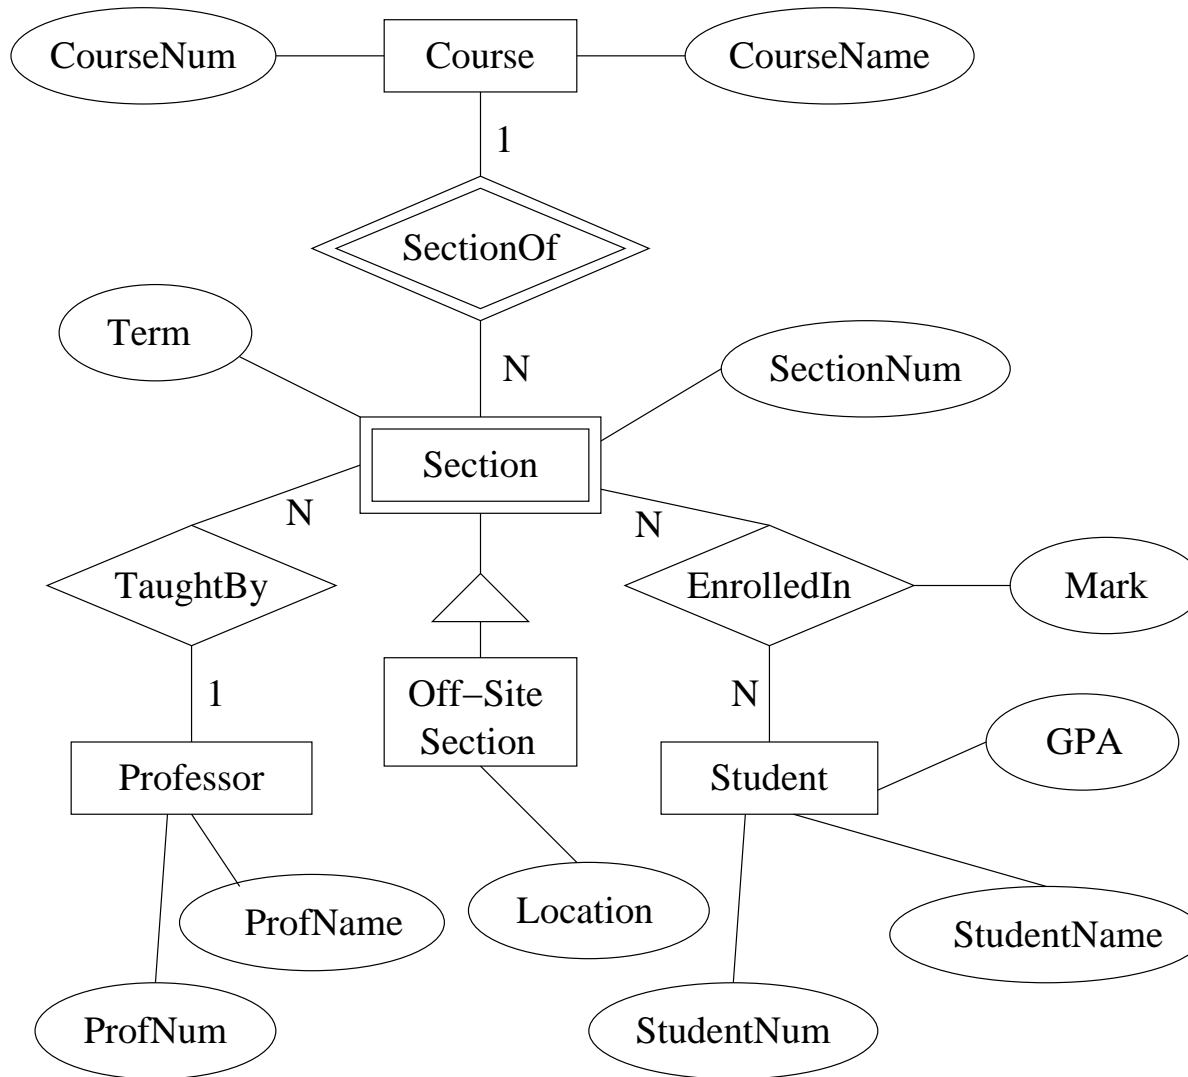 CourseNum
Course
CourseName
1
SectionOf
Term
N
SectionNum
Section
N
N
TaughtBy
EnrolledIn
Mark
1
Off−Site
Section
N
GPA
Professor
Student
ProfName
Location
StudentName
ProfNum
StudentNum